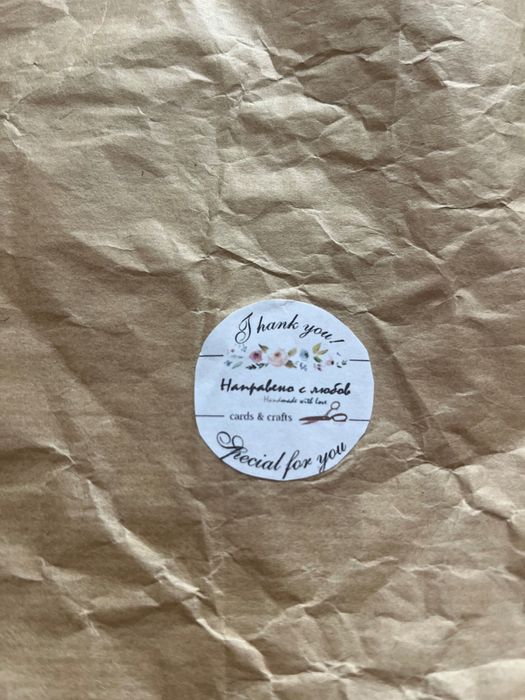 Thank you!
Направено с любов
Handmade with love
cards & crafts
Special for you